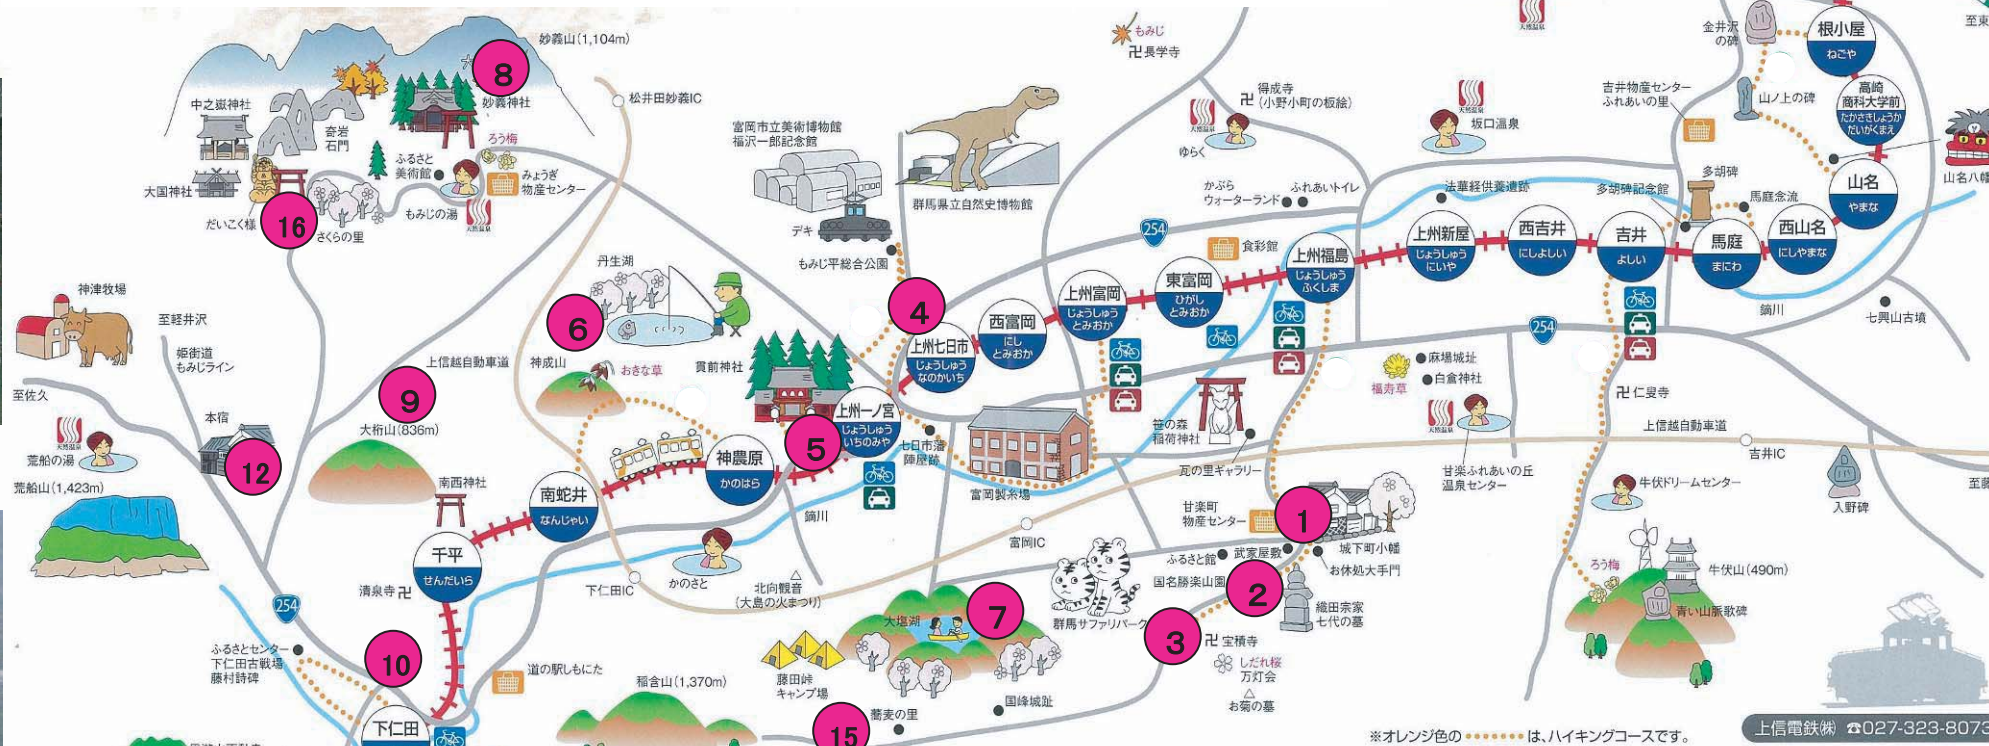 妙義山(1,104m)
8
妙義神社
中之嶽神社
奇岩
石門
ろう梅
ふるさと
美術館
みょうぎ
物産センター
大国神社
だいこく様
16
さくらの里
もみじの湯
天然温泉
松井田妙義IC
もみじ
卍長学寺
富岡市立美術博物館
福沢一郎記念館
群馬県立自然史博物館
デキ
もみじ平総合公園
得成寺
卍(小野小町の板絵)
天然温泉
ゆらく
天然温泉
坂口温泉
かぶら
ウォーターランド
ふれあいトイレ
法華経供養遺跡
254
食彩館
吉井物産センター
ふれあいの里
金井沢
の碑
山ノ上の碑
多胡碑
多胡碑記念館
馬庭念流
至東
根小屋
ねごや
高崎
商科大学前
たかさきしょうか
だいがくまえ
山名
やまな
山名八幡
西山名
にしやまな
馬庭
まにわ
吉井
よしい
西吉井
にしよしい
上州新屋
じょうしゅう
にいや
上州福島
じょうしゅう
ふくしま
東富岡
ひがし
とみおか
上州富岡
じょうしゅう
とみおか
西富岡
にし
とみおか
4
上州七日市
じょうしゅう
なのかいち
上州一ノ宮
じょうしゅう
いちのみや
5
神農原
かのはら
南蛇井
なんじゃい
千平
せんだいら
下仁田
神津牧場
至軽井沢
姫街道
もみじライン
至佐久
天然温泉
荒船の湯
荒船山(1,423m)
本宿
12
上信越自動車道
9
大桁山(836m)
南西神社
丹生湖
6
神成山
おきな草
貫前神社
七日市藩
陣屋跡
富岡製糸場
鏑川
笹の森
稲荷神社
瓦の里ギャラリー
254
鏑川
七興山古墳
麻場城址
白倉神社
福寿草
天然温泉
甘楽ふれあいの丘
温泉センター
卍仁叟寺
上信越自動車道
吉井IC
牛伏ドリームセンター
入野碑
至藤
ろう梅
牛伏山(490m)
青い山脈歌碑
甘楽町
物産センター
1
城下町小幡
ふるさと館
武家屋敷
お休処大手門
国名勝楽山園
2
織田宗家
七代の墓
群馬サファリパーク
3
卍宝積寺
しだれ桜
万灯会
お菊の墓
富岡IC
かのさと
下仁田IC
北向観音
(大島の火まつり)
清泉寺卍
254
10
ふるさとセンター
下仁田古戦場
藤村詩碑
道の駅しもにた
大塩湖
7
藤田峠
キャンプ場
稲含山(1,370m)
15
蕎麦の里
国峰城址
※オレンジ色の・・・・・・・は、ハイキングコースです。
上信電鉄㈱ ☎027-323-8073